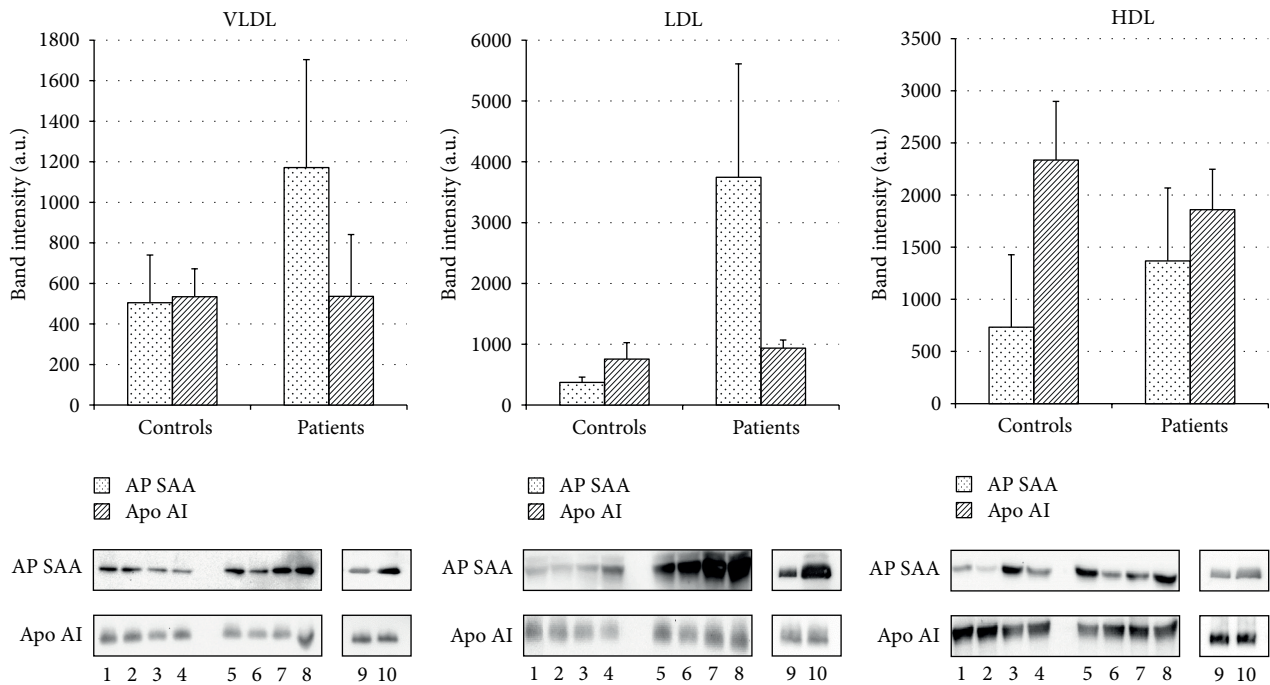 VLDL
1800
1600
1400
1200
1000
800
600
400
200
0
Band intensity (a.u.)
Controls
Patients
AP SAA
Apo AI
AP SAA
Apo AI
1 2 3 4 5 6 7 8 9 10
LDL
6000
5000
4000
3000
2000
1000
0
Band intensity (a.u.)
Controls
Patients
AP SAA
Apo AI
AP SAA
Apo AI
1 2 3 4 5 6 7 8 9 10
HDL
3500
3000
2500
2000
1500
1000
500
0
Band intensity (a.u.)
Controls
Patients
AP SAA
Apo AI
AP SAA
Apo AI
1 2 3 4 5 6 7 8 9 10